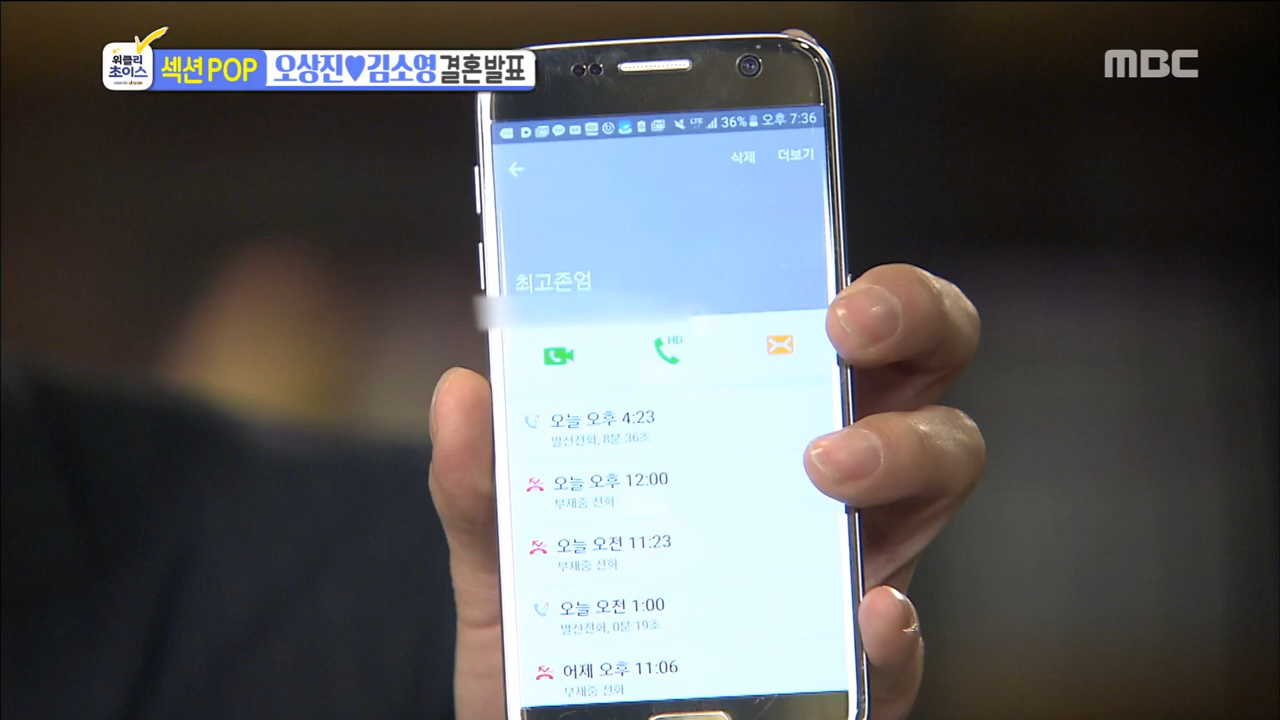 위클리
초이스
섹션 POP 오상진♥김소영 결혼 발표
MBC
LTE 36% 오후 7:36
삭제 더보기
최고존엄
HD
오늘 오후 4:23
발신전화, 8분 36초
오늘 오후 12:00
부재중 전화
오늘 오전 11:23
부재중 전화
오늘 오전 1:00
발신전화, 0분 19초
어제 오후 11:06
부재중 전화